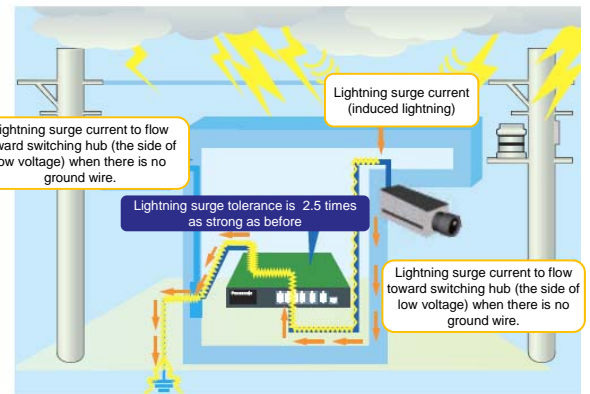 Lightning surge current
(induced lightning)
ightning surge current to flow
oward switching hub (the side of
ow voltage) when there is no
ground wire.
Lightning surge tolerance is 2.5 times
as strong as before
Lightning surge current to flow
toward switching hub (the side of
low voltage) when there is no
ground wire.
Panasonic